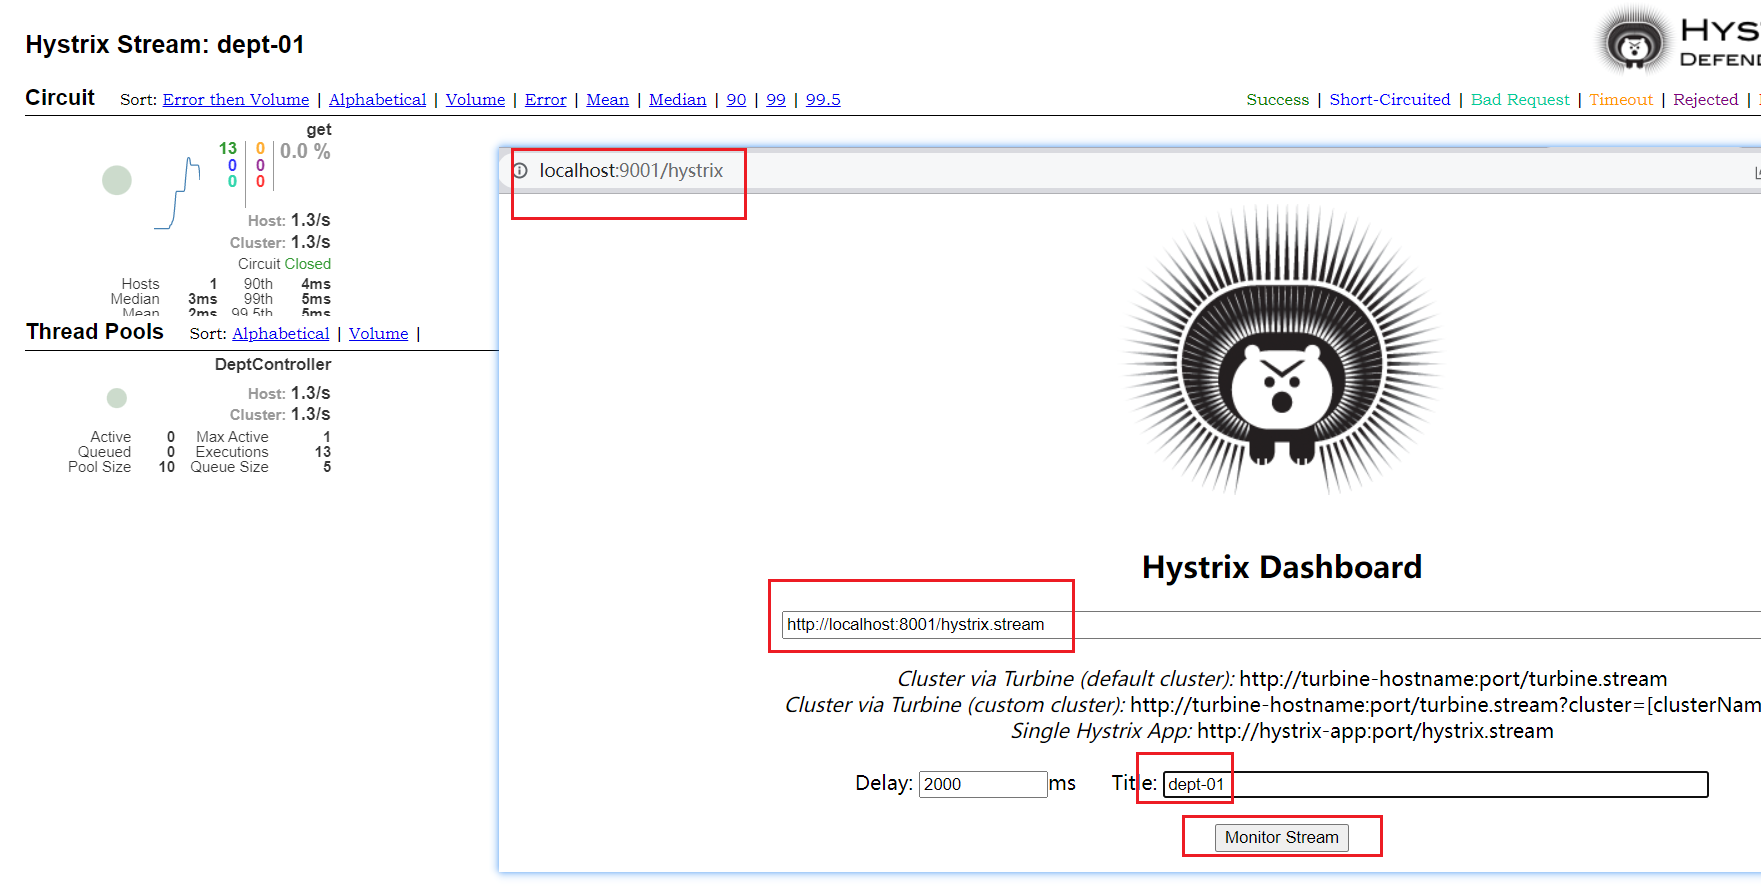 Hystrix Stream: dept-01
HYS
DEFEND
Circuit Sort: Error then Volume | Alphabetical | Volume | Error | Mean | Median | 90 | 99 | 99.5
Success | Short-Circuited | Bad Request | Timeout | Rejected |
get
13 0 0.0 %
0 0
0 0
Host: 1.3/s
Cluster: 1.3/s
Circuit Closed
Hosts 1 90th 4ms
Median 3ms 99th 5ms
Mean 2ms 99.5th 5ms
Thread Pools Sort: Alphabetical | Volume |
DeptController
Host: 1.3/s
Cluster: 1.3/s
Active 0 Max Active 1
Queued 0 Executions 13
Pool Size 10 Queue Size 5
localhost:9001/hystrix
Hystrix Dashboard
http://localhost:8001/hystrix.stream
Cluster via Turbine (default cluster): http://turbine-hostname:port/turbine.stream
Cluster via Turbine (custom cluster): http://turbine-hostname:port/turbine.stream?cluster=[clusterNam
Single Hystrix App: http://hystrix-app:port/hystrix.stream
Delay: 2000 ms Title: dept-01
Monitor Stream